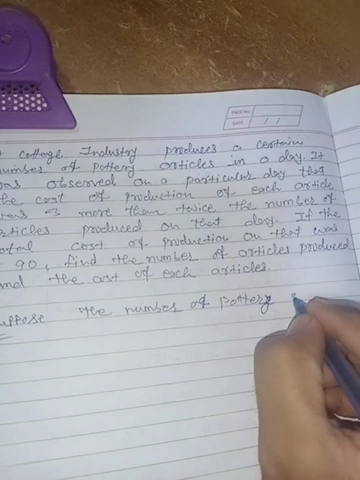 PAGE NO.
DATE / /
cottage Industry produces a certain
number of pottery articles in a day. It
was observed on a particular day that
the cost of production of each article
was 3 more than twice the number of
articles produced on that day. If the
total cost of production on that was
90, find the number of articles produced
and the cost of each articles.
suppose the number of Pottery